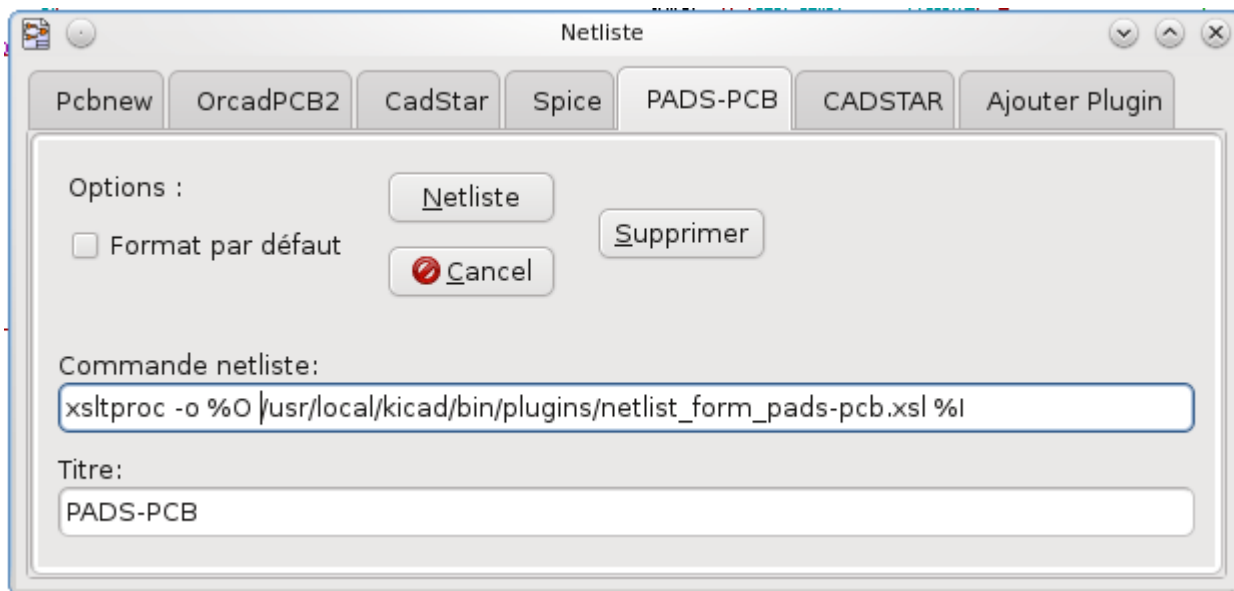 Netliste
Pcbnew OrcadPCB2 CadStar Spice PADS-PCB CADSTAR Ajouter Plugin
Options :
Netliste
Supprimer
Format par défaut
Cancel
Commande netliste:
xsltproc -o %O /usr/local/kicad/bin/plugins/netlist_form_pads-pcb.xsl %I
Titre:
PADS-PCB